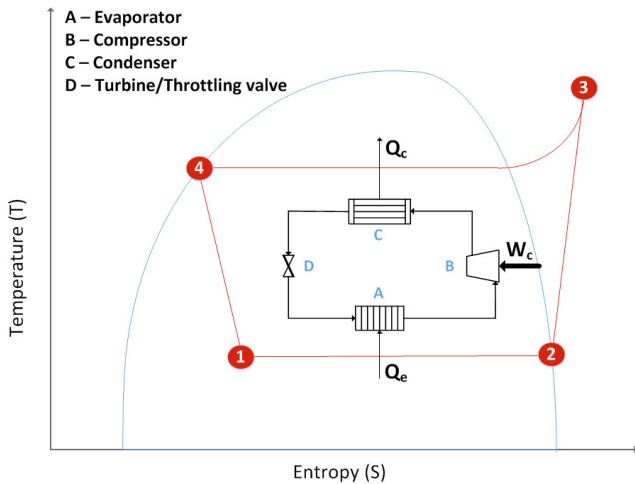 A – Evaporator
B – Compressor
C – Condenser
D – Turbine/Throttling valve
3
4
Qc
C
D
B
Wc
A
1
2
Qe
Temperature (T)
Entropy (S)